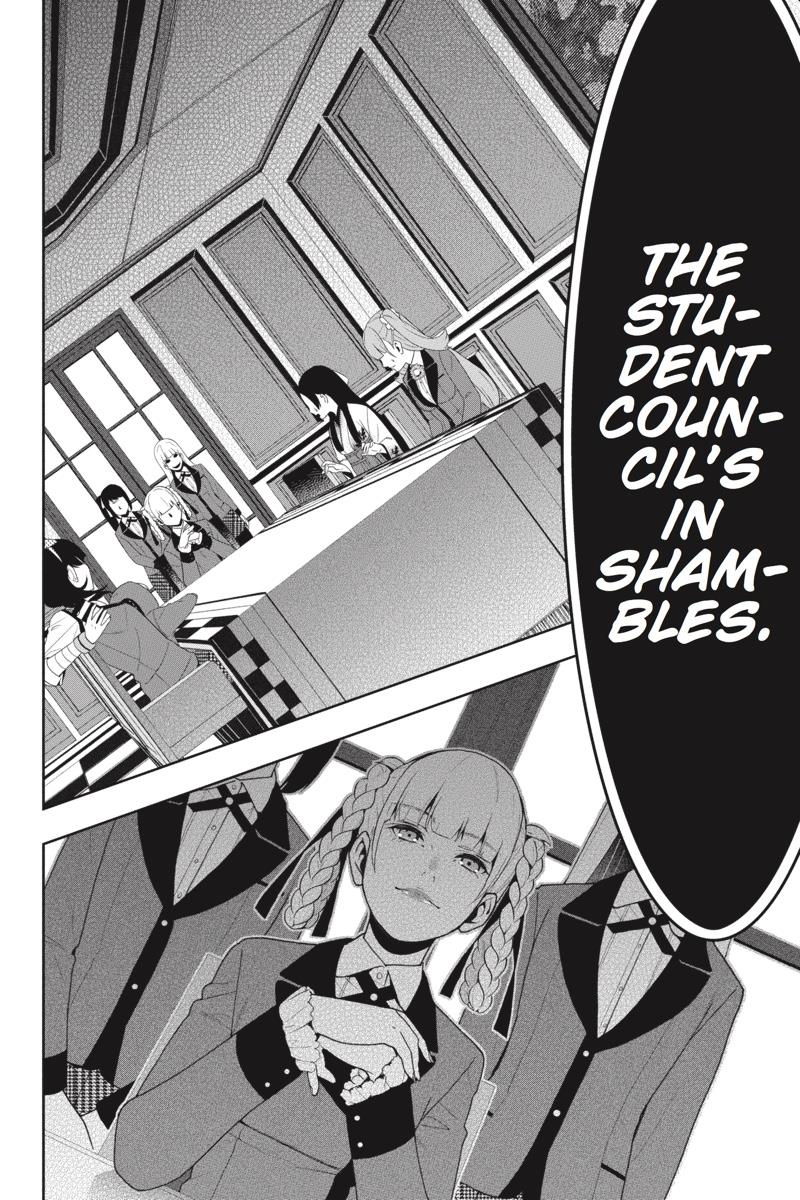 THE
STU-
DENT
COUN-
CIL'S
IN
SHAM-
BLES.